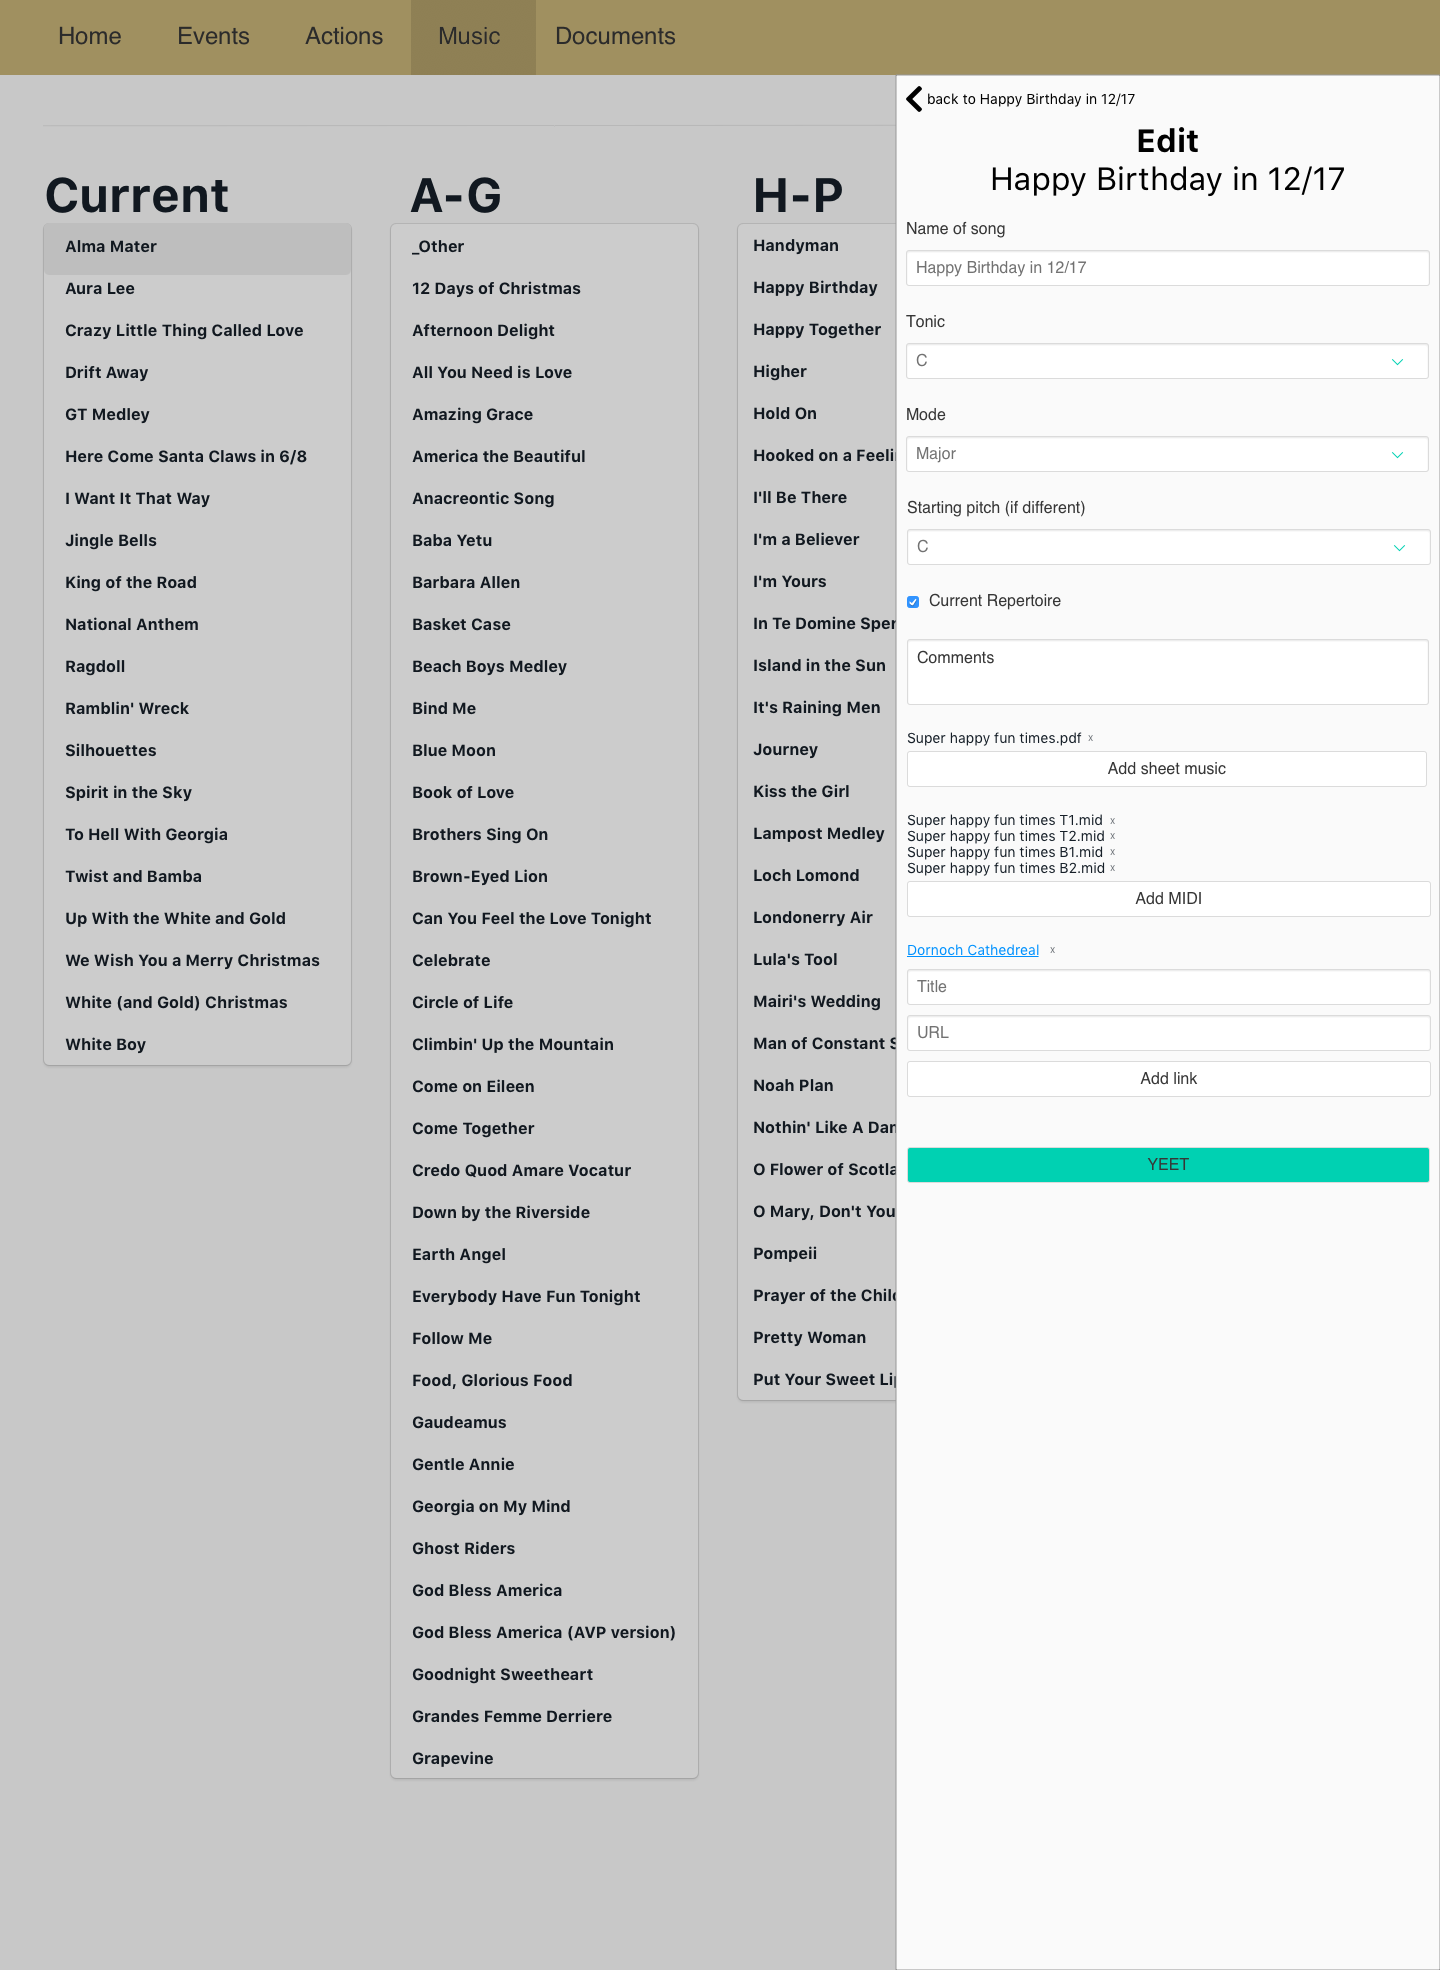 Home Events Actions Music Documents
Current
Alma Mater
Aura Lee
Crazy Little Thing Called Love
Drift Away
GT Medley
Here Come Santa Claws in 6/8
I Want It That Way
Jingle Bells
King of the Road
National Anthem
Ragdoll
Ramblin' Wreck
Silhouettes
Spirit in the Sky
To Hell With Georgia
Twist and Bamba
Up With the White and Gold
We Wish You a Merry Christmas
White (and Gold) Christmas
White Boy
A-G
_Other
12 Days of Christmas
Afternoon Delight
All You Need is Love
Amazing Grace
America the Beautiful
Anacreontic Song
Baba Yetu
Barbara Allen
Basket Case
Beach Boys Medley
Bind Me
Blue Moon
Book of Love
Brothers Sing On
Brown-Eyed Lion
Can You Feel the Love Tonight
Celebrate
Circle of Life
Climbin' Up the Mountain
Come on Eileen
Come Together
Credo Quod Amare Vocatur
Down by the Riverside
Earth Angel
Everybody Have Fun Tonight
Follow Me
Food, Glorious Food
Gaudeamus
Gentle Annie
Georgia on My Mind
Ghost Riders
God Bless America
God Bless America (AVP version)
Goodnight Sweetheart
Grandes Femme Derriere
Grapevine
H-P
Handyman
Happy Birthday
Happy Together
Higher
Hold On
Hooked on a Feeli
I'll Be There
I'm a Believer
I'm Yours
In Te Domine Sper
Island in the Sun
It's Raining Men
Journey
Kiss the Girl
Lampost Medley
Loch Lomond
Londonerry Air
Lula's Tool
Mairi's Wedding
Man of Constant S
Noah Plan
Nothin' Like A Dan
O Flower of Scotla
O Mary, Don't You
Pompeii
Prayer of the Chil
Pretty Woman
Put Your Sweet Li
back to Happy Birthday in 12/17
Edit
Happy Birthday in 12/17
Name of song
Happy Birthday in 12/17
Tonic
C
Mode
Major
Starting pitch (if different)
C
Current Repertoire
Comments
Super happy fun times.pdf x
Add sheet music
Super happy fun times T1.mid x
Super happy fun times T2.mid x
Super happy fun times B1.mid x
Super happy fun times B2.mid x
Add MIDI
Dornoch Cathedreal x
Title
URL
Add link
YEET